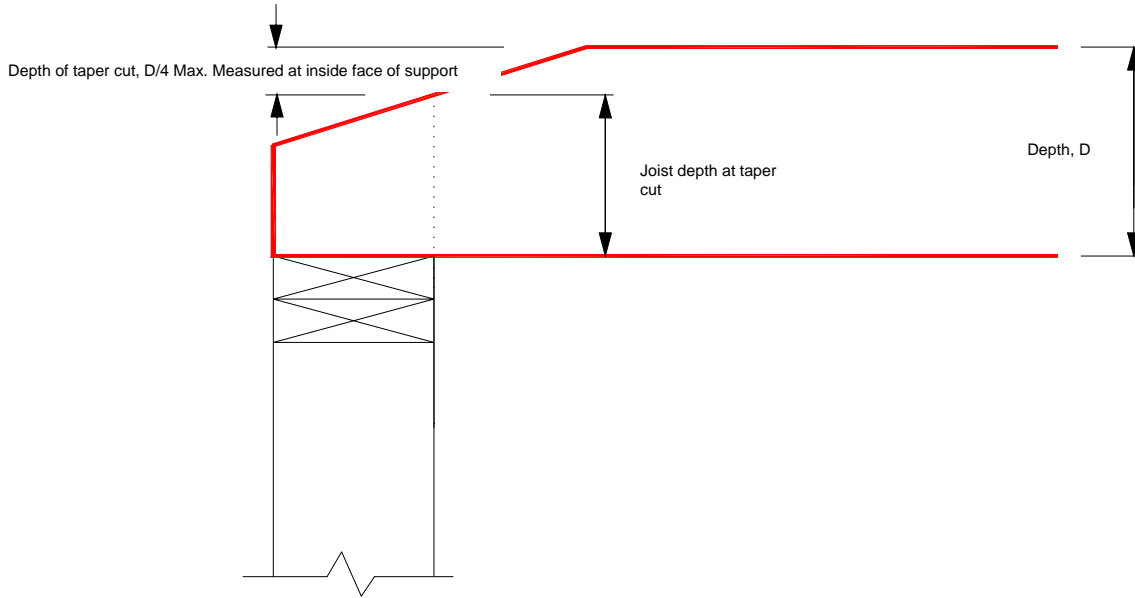 Depth of taper cut, D/4 Max. Measured at inside face of support
Depth, D
Joist depth at taper
cut